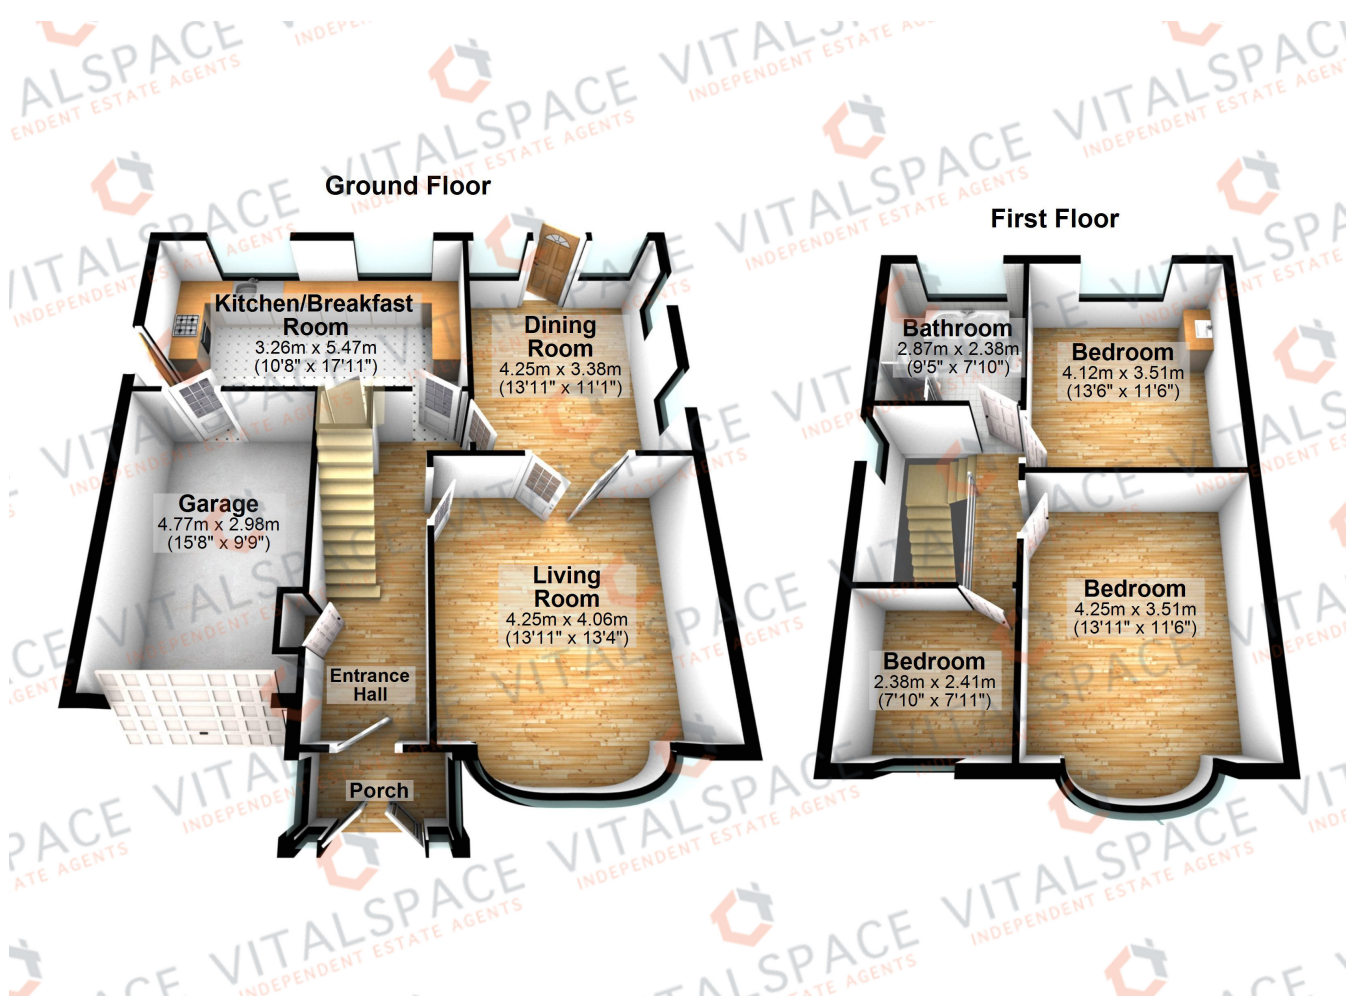 Ground Floor
Kitchen/Breakfast
Room
3.26m x 5.47m
(10'8" x 17'11")
Dining
Room
4.25m x 3.38m
(13'11" x 11'1")
Garage
4.77m x 2.98m
(15'8" x 9'9")
Living
Room
4.25m x 4.06m
(13'11" x 13'4")
Entrance
Hall
Porch
First Floor
Bathroom
2.87m x 2.38m
(9'5" x 7'10")
Bedroom
4.12m x 3.51m
(13'6" x 11'6")
Bedroom
4.25m x 3.51m
(13'11" x 11'6")
Bedroom
2.38m x 2.41m
(7'10" x 7'11")
VITALSPACE
INDEPENDENT ESTATE AGENTS